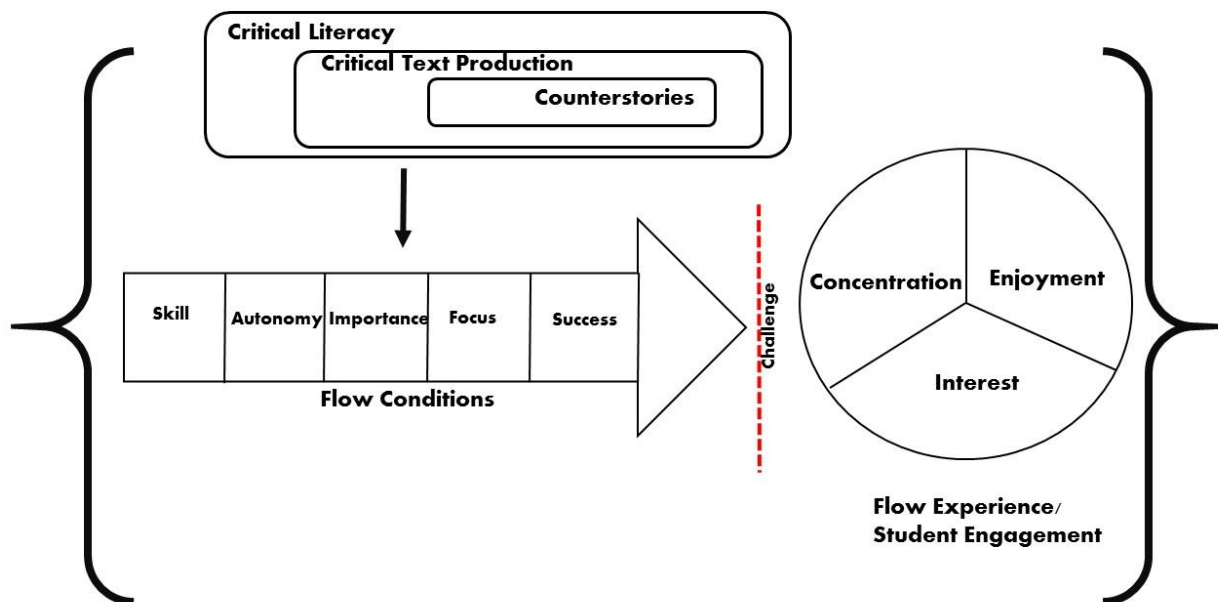 Critical Literacy
Critical Text Production
Counterstories
Skill
Autonomy
Importance
Focus
Success
Flow Conditions
Challenge
Concentration
Enjoyment
Interest
Flow Experience/
Student Engagement